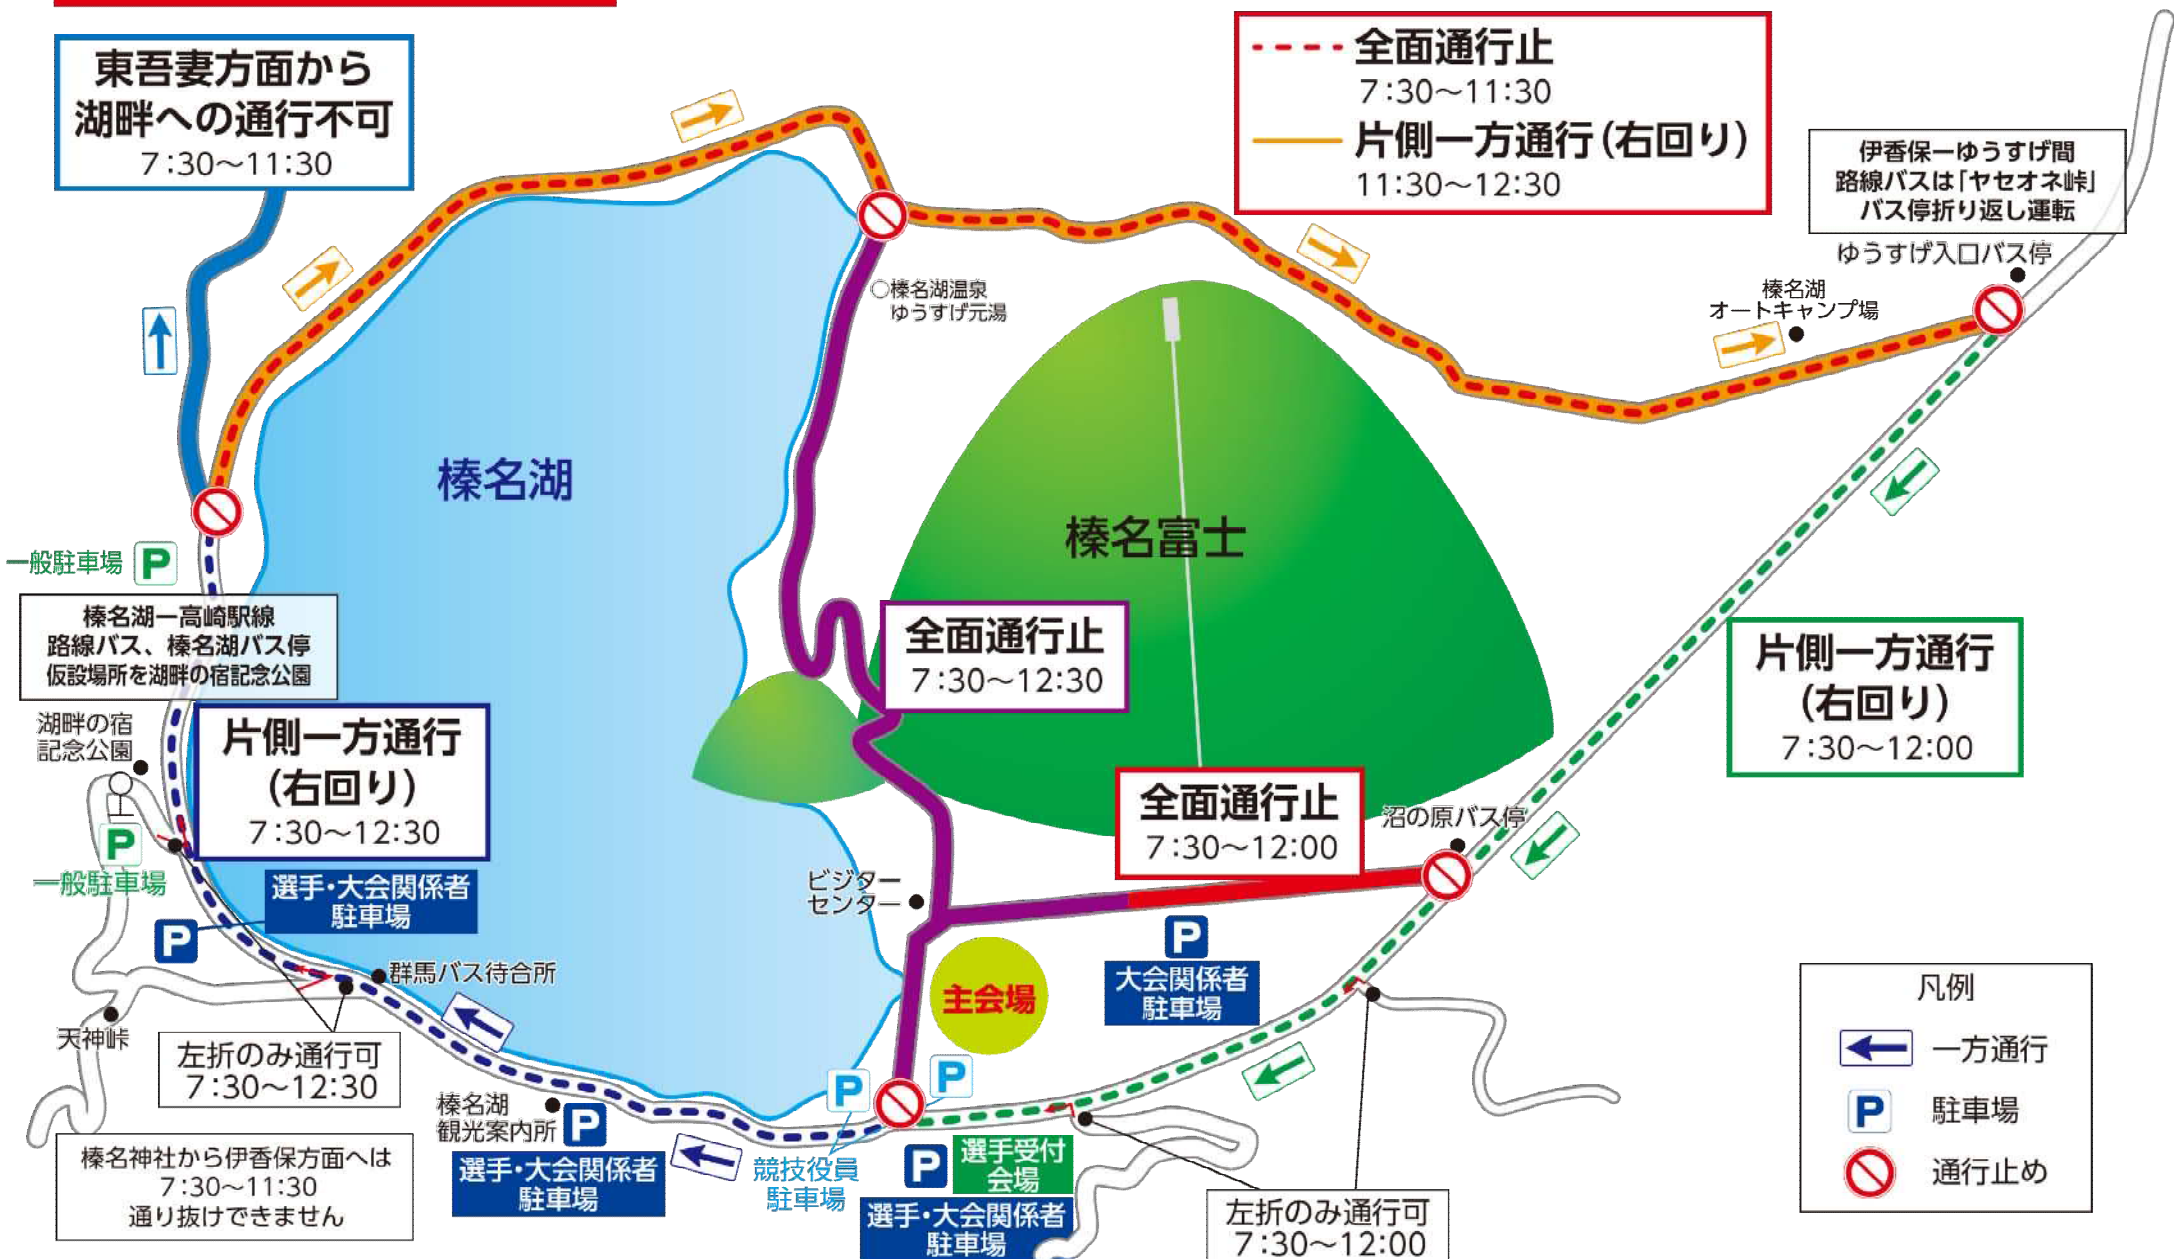 東吾妻方面から
湖畔への通行不可
7:30〜11:30
全面通行止
7:30〜11:30
片側一方通行(右回り)
11:30〜12:30
伊香保ーゆうすげ間
路線バスは「ヤセオネ峠」
バス停折り返し運転
ゆうすげ入口バス停
榛名湖
オートキャンプ場
○榛名湖温泉
ゆうすげ元湯
榛名湖
榛名富士
一般駐車場 P
榛名湖ー高崎駅線
路線バス、榛名湖バス停
仮設場所を湖畔の宿記念公園
湖畔の宿
記念公園
P
一般駐車場
片側一方通行
(右回り)
7:30〜12:30
全面通行止
7:30〜12:30
片側一方通行
(右回り)
7:30〜12:00
全面通行止
7:30〜12:00
沼の原バス停
選手・大会関係者
駐車場
P
ビジター
センター
群馬バス待合所
主会場
P
大会関係者
駐車場
天神峠
左折のみ通行可
7:30〜12:30
榛名湖
観光案内所
P
選手・大会関係者
駐車場
P
P
競技役員
駐車場
P
選手受付
会場
選手・大会関係者
駐車場
左折のみ通行可
7:30〜12:00
榛名神社から伊香保方面へは
7:30〜11:30
通り抜けできません
凡例
一方通行
P 駐車場
通行止め